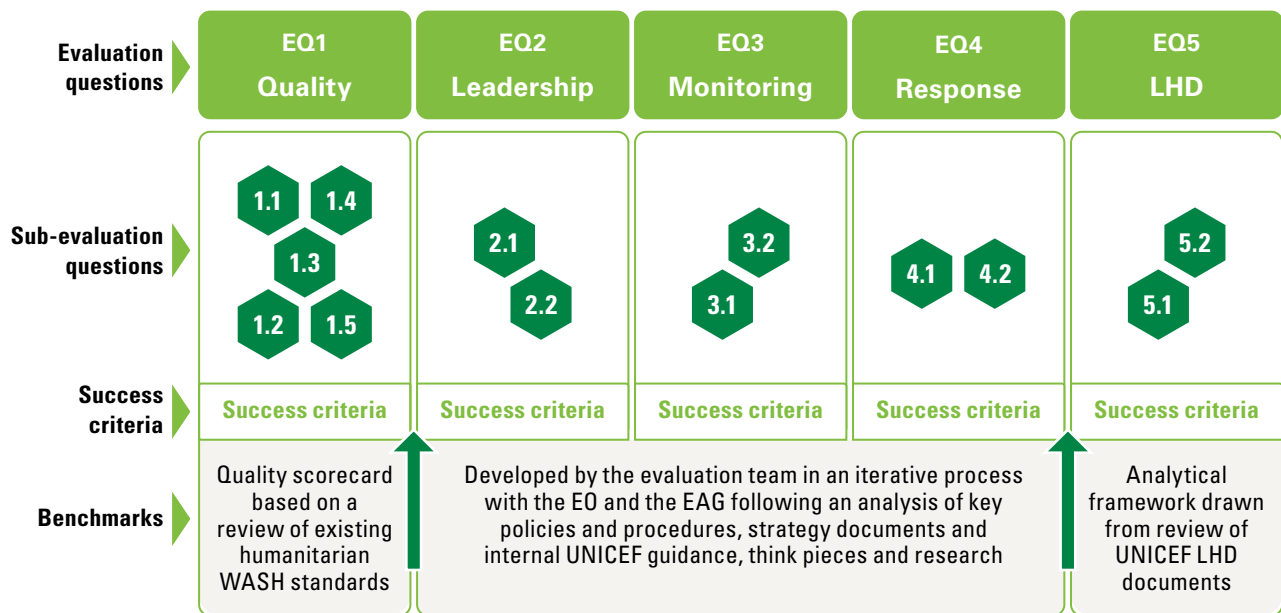 Evaluation
questions
EQ1
Quality
EQ2
Leadership
EQ3
Monitoring
EQ4
Response
EQ5
LHD
Sub-evaluation
questions
1.1
1.4
1.3
1.2
1.5
2.1
2.2
3.2
3.1
4.1
4.2
5.2
5.1
Success
criteria
Success criteria
Success criteria
Success criteria
Success criteria
Success criteria
Benchmarks
Quality scorecard
based on a
review of existing
humanitarian
WASH standards
Developed by the evaluation team in an iterative process
with the EO and the EAG following an analysis of key
policies and procedures, strategy documents and
internal UNICEF guidance, think pieces and research
Analytical
framework drawn
from review of
UNICEF LHD
documents